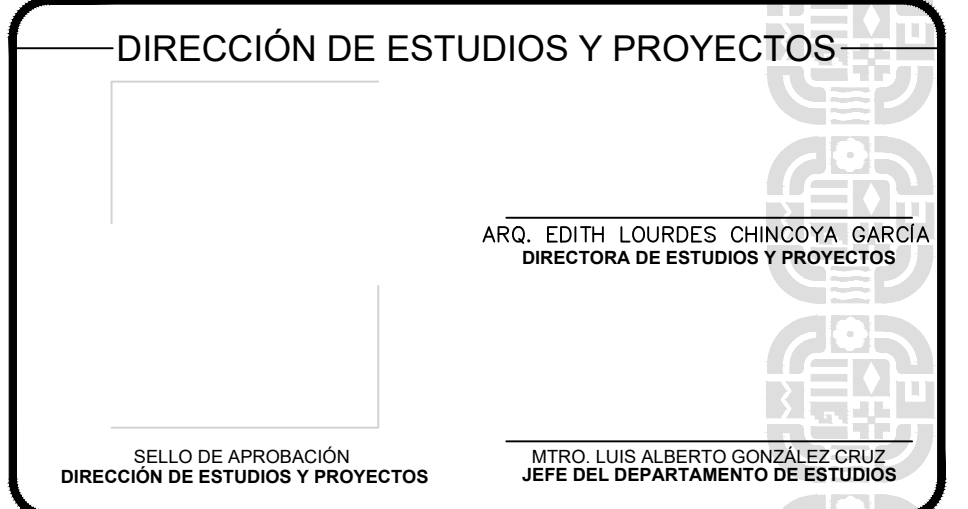 DIRECCIÓN DE ESTUDIOS Y PROYECTOS
ARQ. EDITH LOURDES CHINCOYA GARCÍA
DIRECTORA DE ESTUDIOS Y PROYECTOS
SELLO DE APROBACIÓN
DIRECCIÓN DE ESTUDIOS Y PROYECTOS
MTRO. LUIS ALBERTO GONZÁLEZ CRUZ
JEFE DEL DEPARTAMENTO DE ESTUDIOS